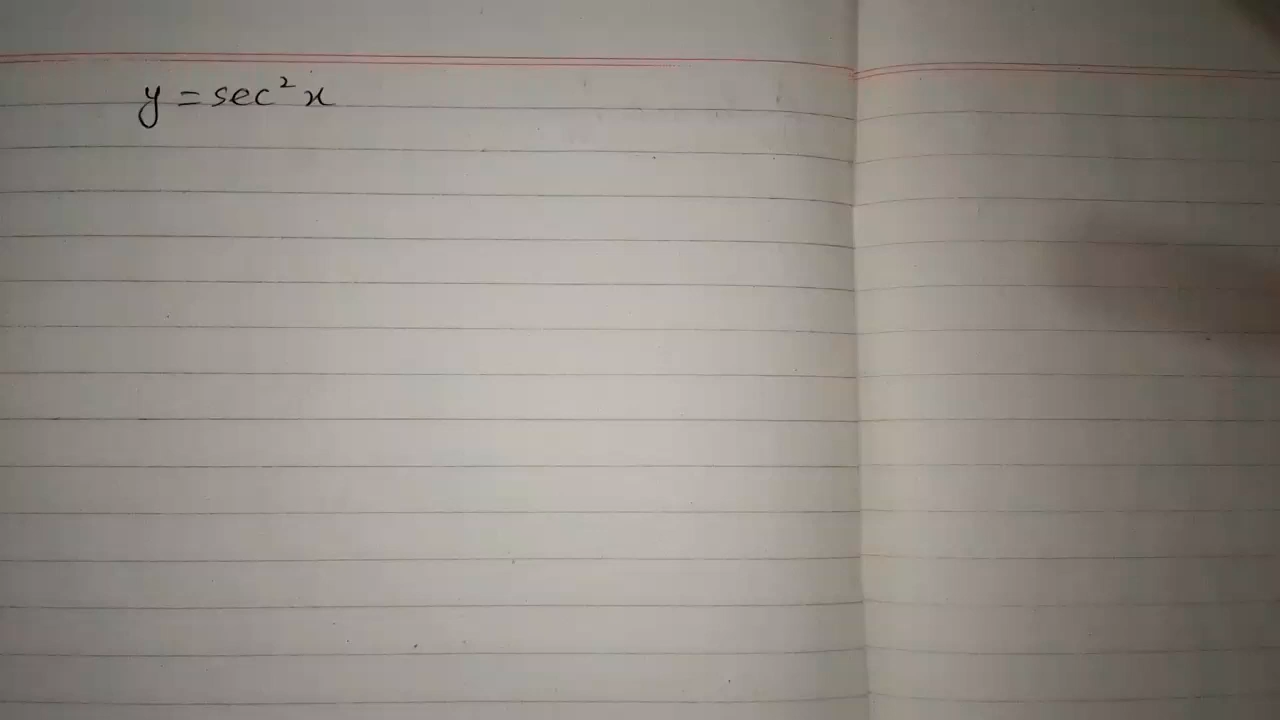 y = sec² x